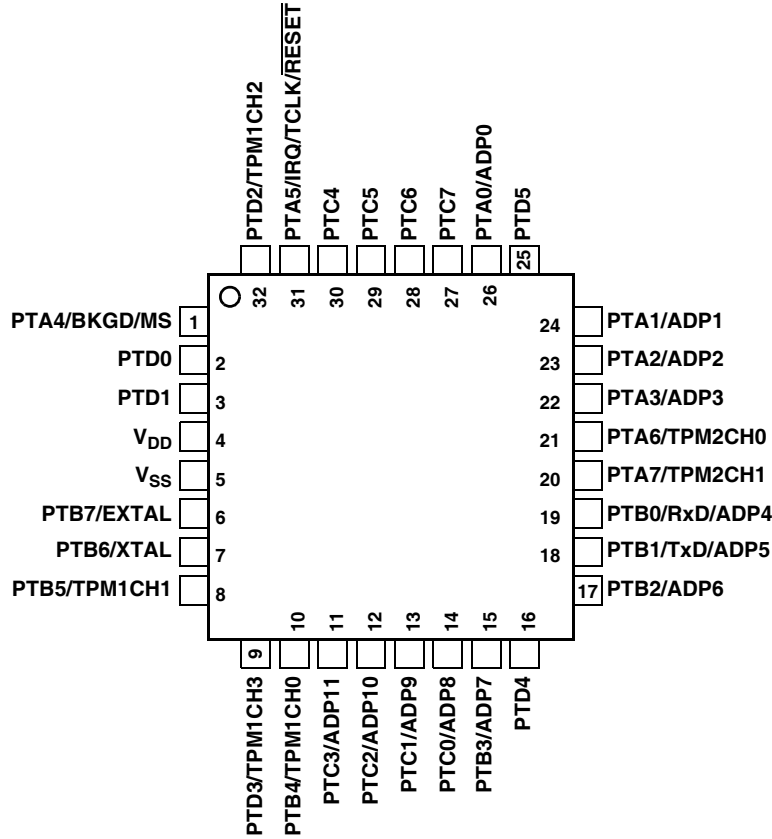 PTD2/TPM1CH2
PTA5/IRQ/TCLK/RESET
PTC4
PTC5
PTC6
PTC7
PTA0/ADP0
PTD5
32
31
30
29
28
27
26
25
PTA4/BKGD/MS
1
PTD0
2
PTD1
3
VDD
4
VSS
5
PTB7/EXTAL
6
PTB6/XTAL
7
PTB5/TPM1CH1
8
24
PTA1/ADP1
23
PTA2/ADP2
22
PTA3/ADP3
21
PTA6/TPM2CH0
20
PTA7/TPM2CH1
19
PTB0/RxD/ADP4
18
PTB1/TxD/ADP5
17
PTB2/ADP6
9
10
11
12
13
14
15
16
PTD3/TPM1CH3
PTB4/TPM1CH0
PTC3/ADP11
PTC2/ADP10
PTC1/ADP9
PTC0/ADP8
PTB3/ADP7
PTD4